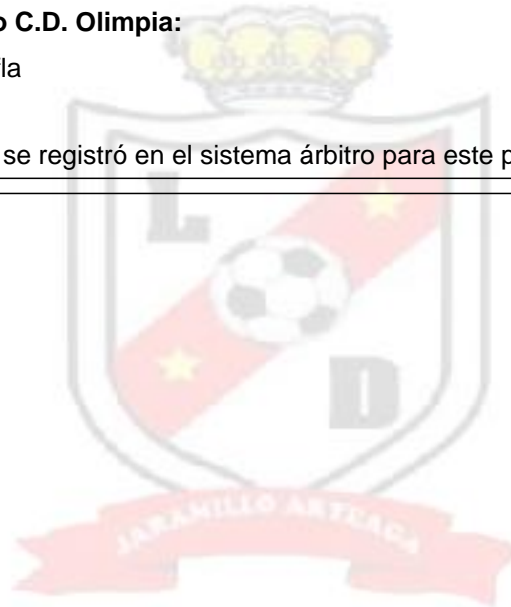 o C.D. Olimpia:
la
se registró en el sistema árbitro para este p
L
D
JARAMILLO ARTEAGA